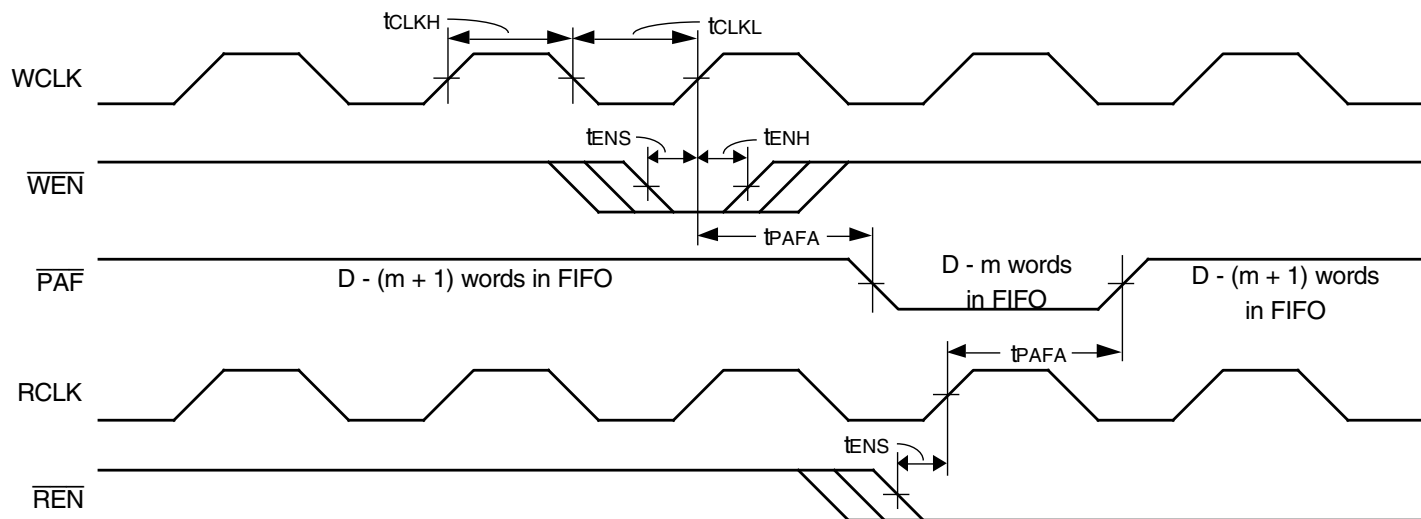 tCLKH
tCLKL
WCLK
tENS
tENH
WEN
tPAFA
PAF
D - (m + 1) words in FIFO
D - m words
in FIFO
D - (m + 1) words
in FIFO
tPAFA
RCLK
tENS
REN